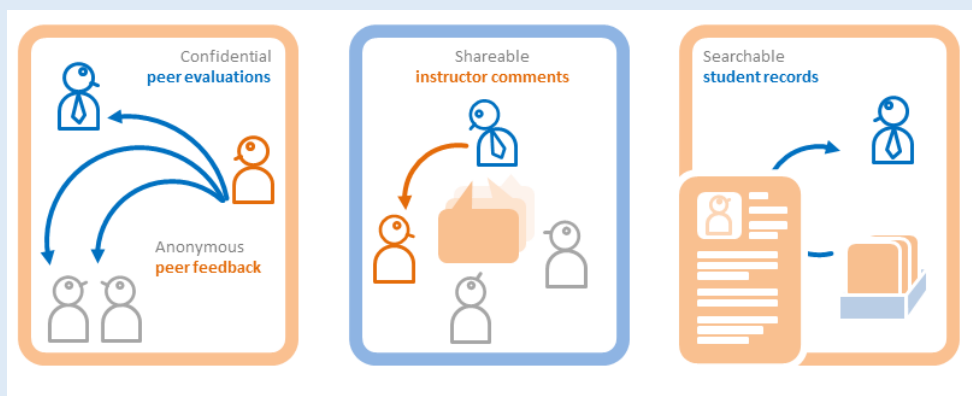 Confidential
peer evaluations
Anonymous
peer feedback
Shareable
instructor comments
Searchable
student records